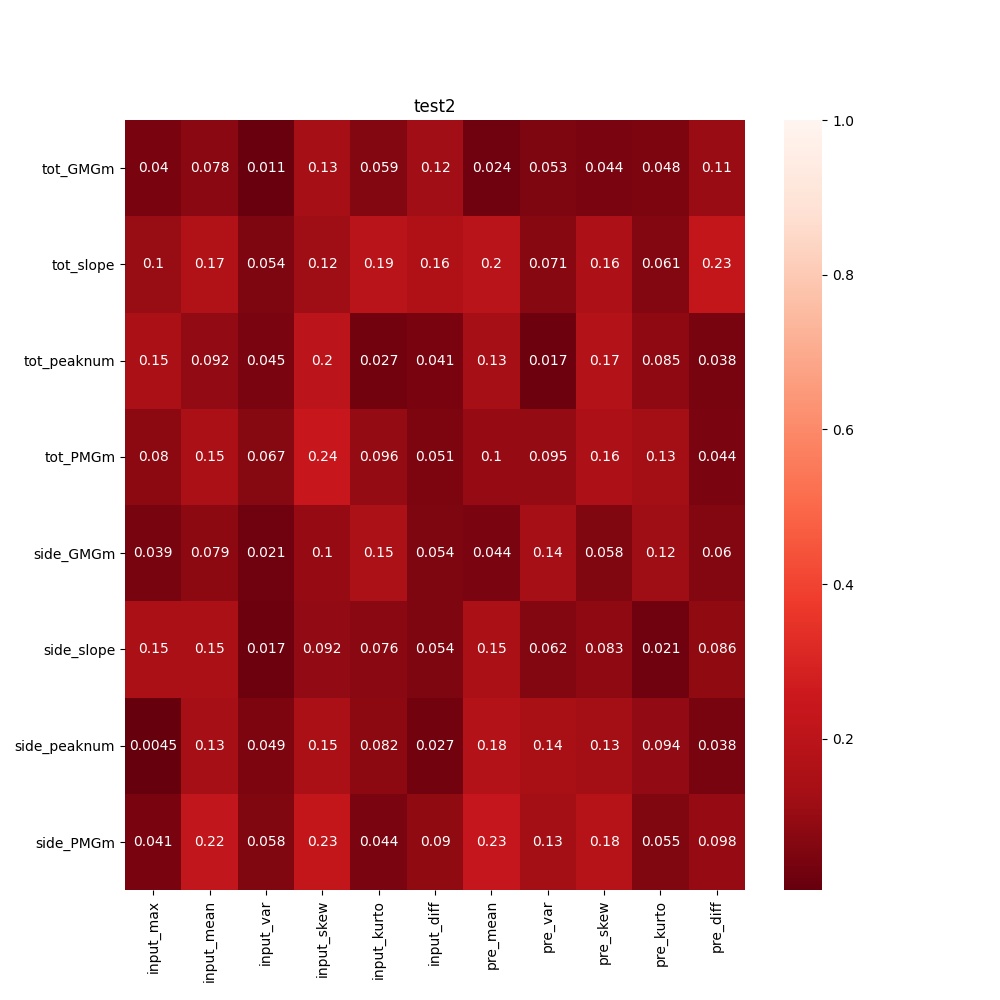 test2
tot_GMGm 0.04 0.078 0.011 0.13 0.059 0.12 0.024 0.053 0.044 0.048 0.11
tot_slope 0.1 0.17 0.054 0.12 0.19 0.16 0.2 0.071 0.16 0.061 0.23
tot_peaknum 0.15 0.092 0.045 0.2 0.027 0.041 0.13 0.017 0.17 0.085 0.038
tot_PMGm 0.08 0.15 0.067 0.24 0.096 0.051 0.1 0.095 0.16 0.13 0.044
side_GMGm 0.039 0.079 0.021 0.1 0.15 0.054 0.044 0.14 0.058 0.12 0.06
side_slope 0.15 0.15 0.017 0.092 0.076 0.054 0.15 0.062 0.083 0.021 0.086
side_peaknum 0.0045 0.13 0.049 0.15 0.082 0.027 0.18 0.14 0.13 0.094 0.038
side_PMGm 0.041 0.22 0.058 0.23 0.044 0.09 0.23 0.13 0.18 0.055 0.098
input_max
input_mean
input_var
input_skew
input_kurto
input_diff
pre_mean
pre_var
pre_skew
pre_kurto
pre_diff
1.0
0.8
0.6
0.4
0.2